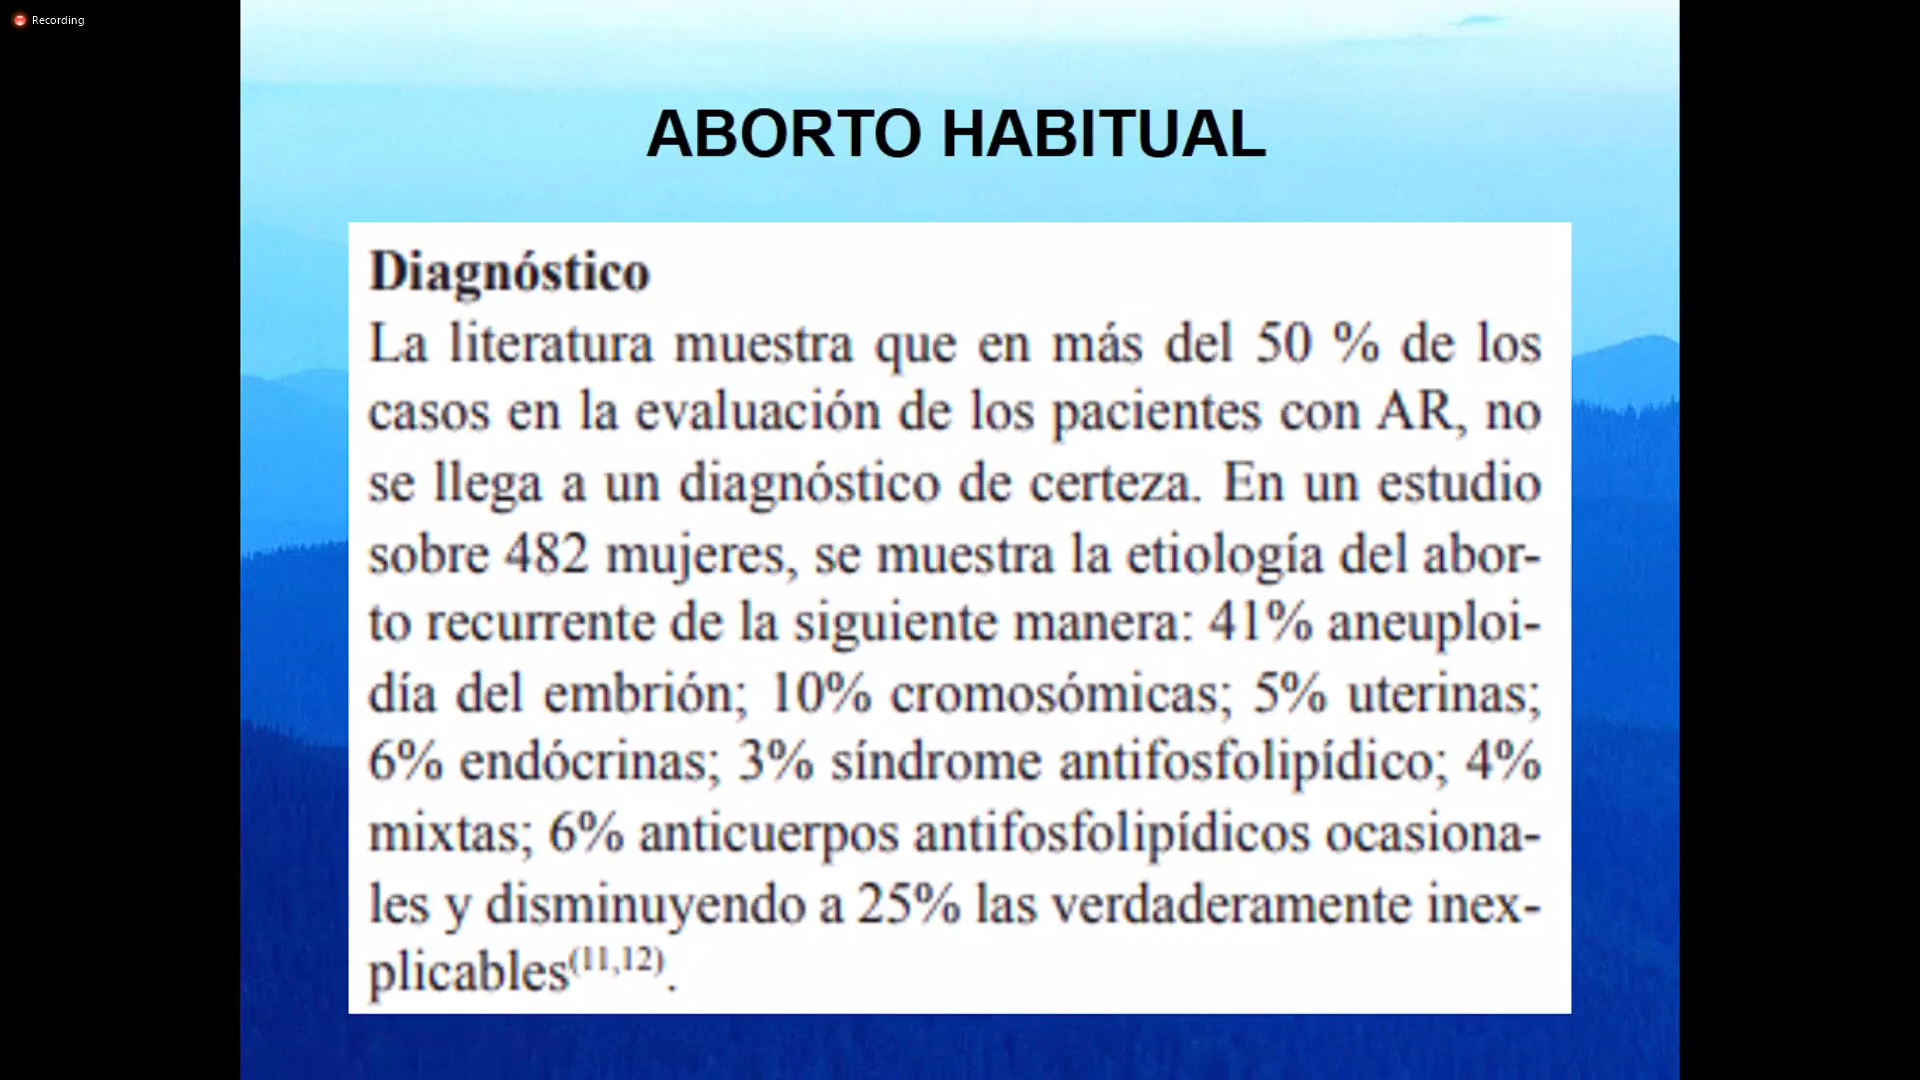 Recording
ABORTO HABITUAL
Diagnóstico
La literatura muestra que en más del 50 % de los
casos en la evaluación de los pacientes con AR, no
se llega a un diagnóstico de certeza. En un estudio
sobre 482 mujeres, se muestra la etiología del abor-
to recurrente de la siguiente manera: 41% aneuploi-
día del embrión; 10% cromosómicas; 5% uterinas;
6% endócrinas; 3% síndrome antifosfolipídico; 4%
mixtas; 6% anticuerpos antifosfolipídicos ocasiona-
les y disminuyendo a 25% las verdaderamente inex-
plicables(11,12).